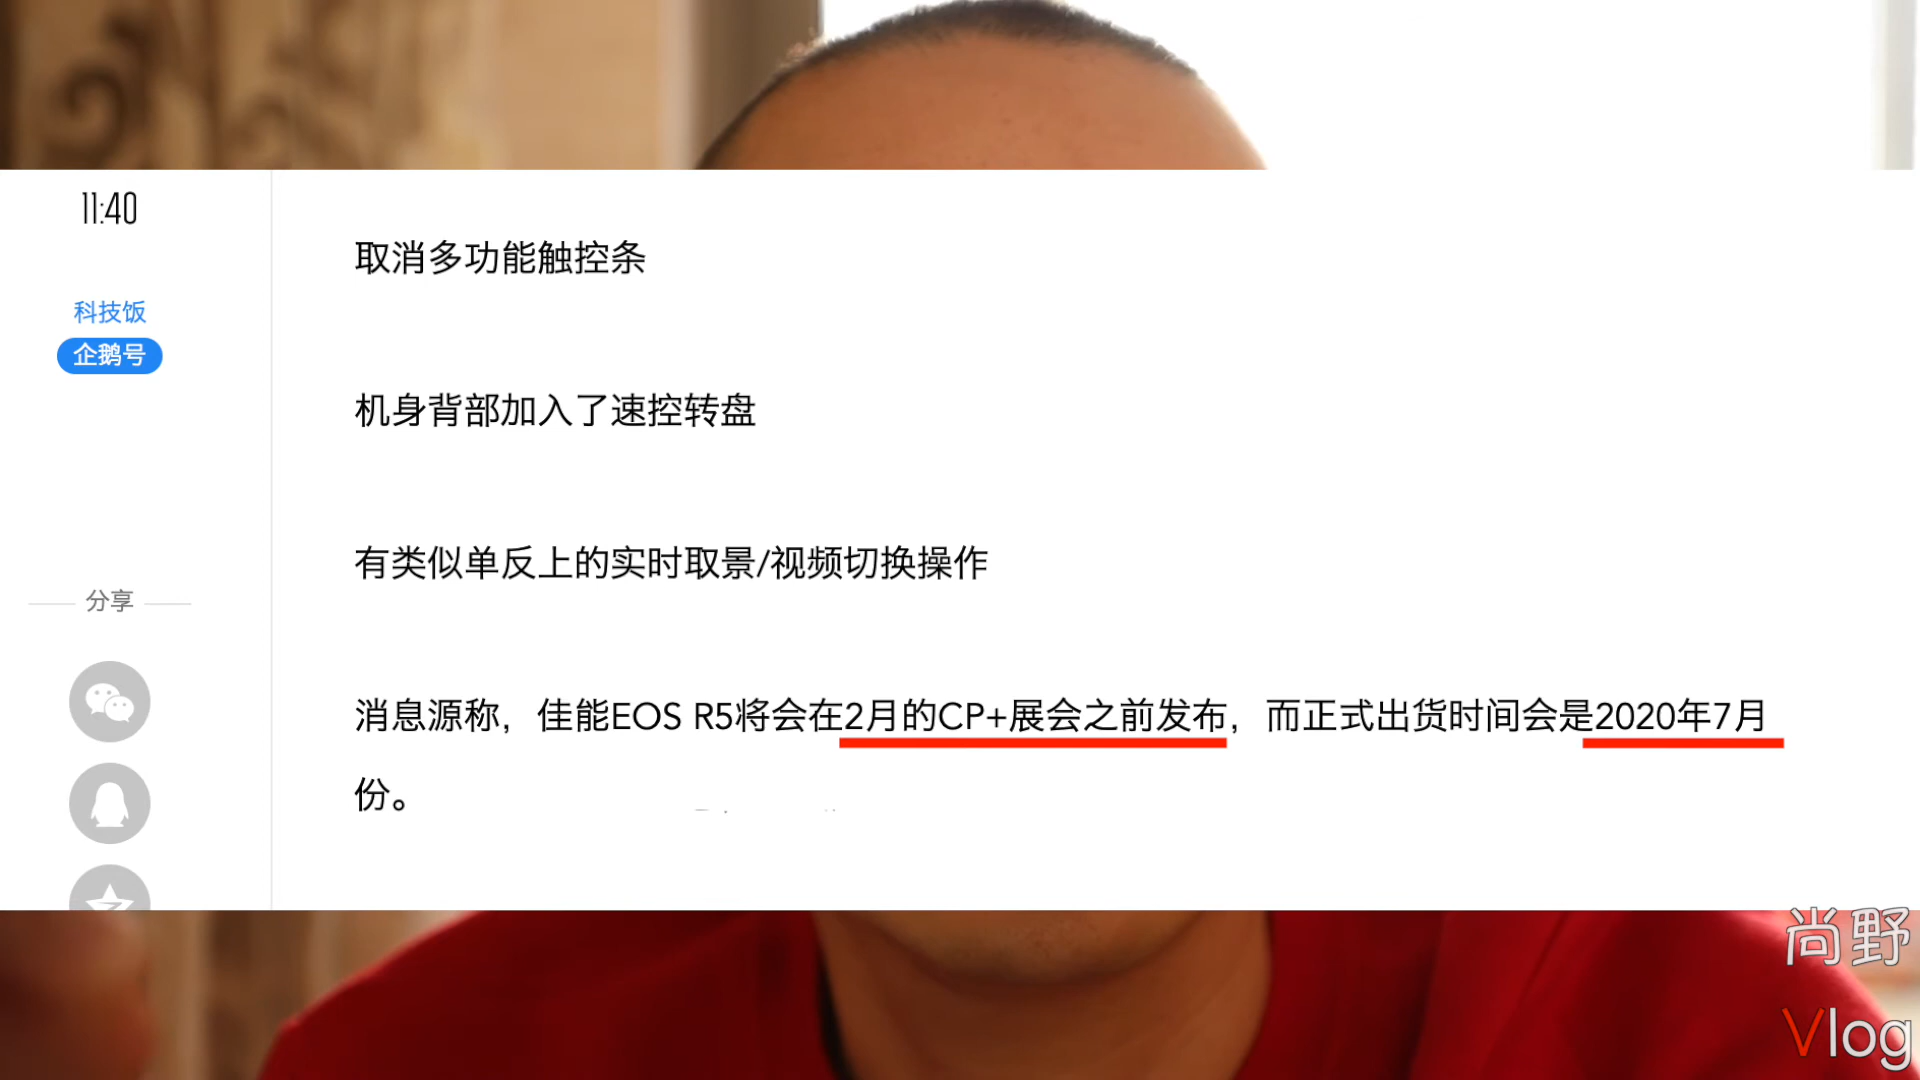 11:40
科技饭
企鹅号
分享
取消多功能触控条
机身背部加入了速控转盘
有类似单反上的实时取景/视频切换操作
消息源称，佳能EOS R5将会在2月的CP+展会之前发布，而正式出货时间会是2020年7月
份。
尚野
Vlog